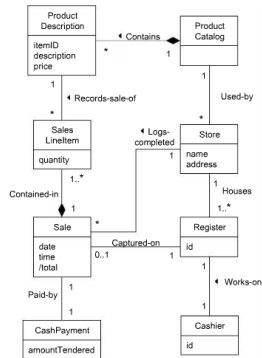 Product
Description
itemID
description
price
◄ Contains
*
1
Product
Catalog
1
1
◄ Records-sale-of
Used-by
*
*
Sales
LineItem
quantity
◄ Logs-
completed
1
Store
name
address
1..*
1
Contained-in
Houses
1
*
1..*
Sale
date
time
/total
Captured-on
0..1
1
Register
id
1
1
Paid-by
◄ Works-on
1
1
CashPayment
amountTendered
Cashier
id